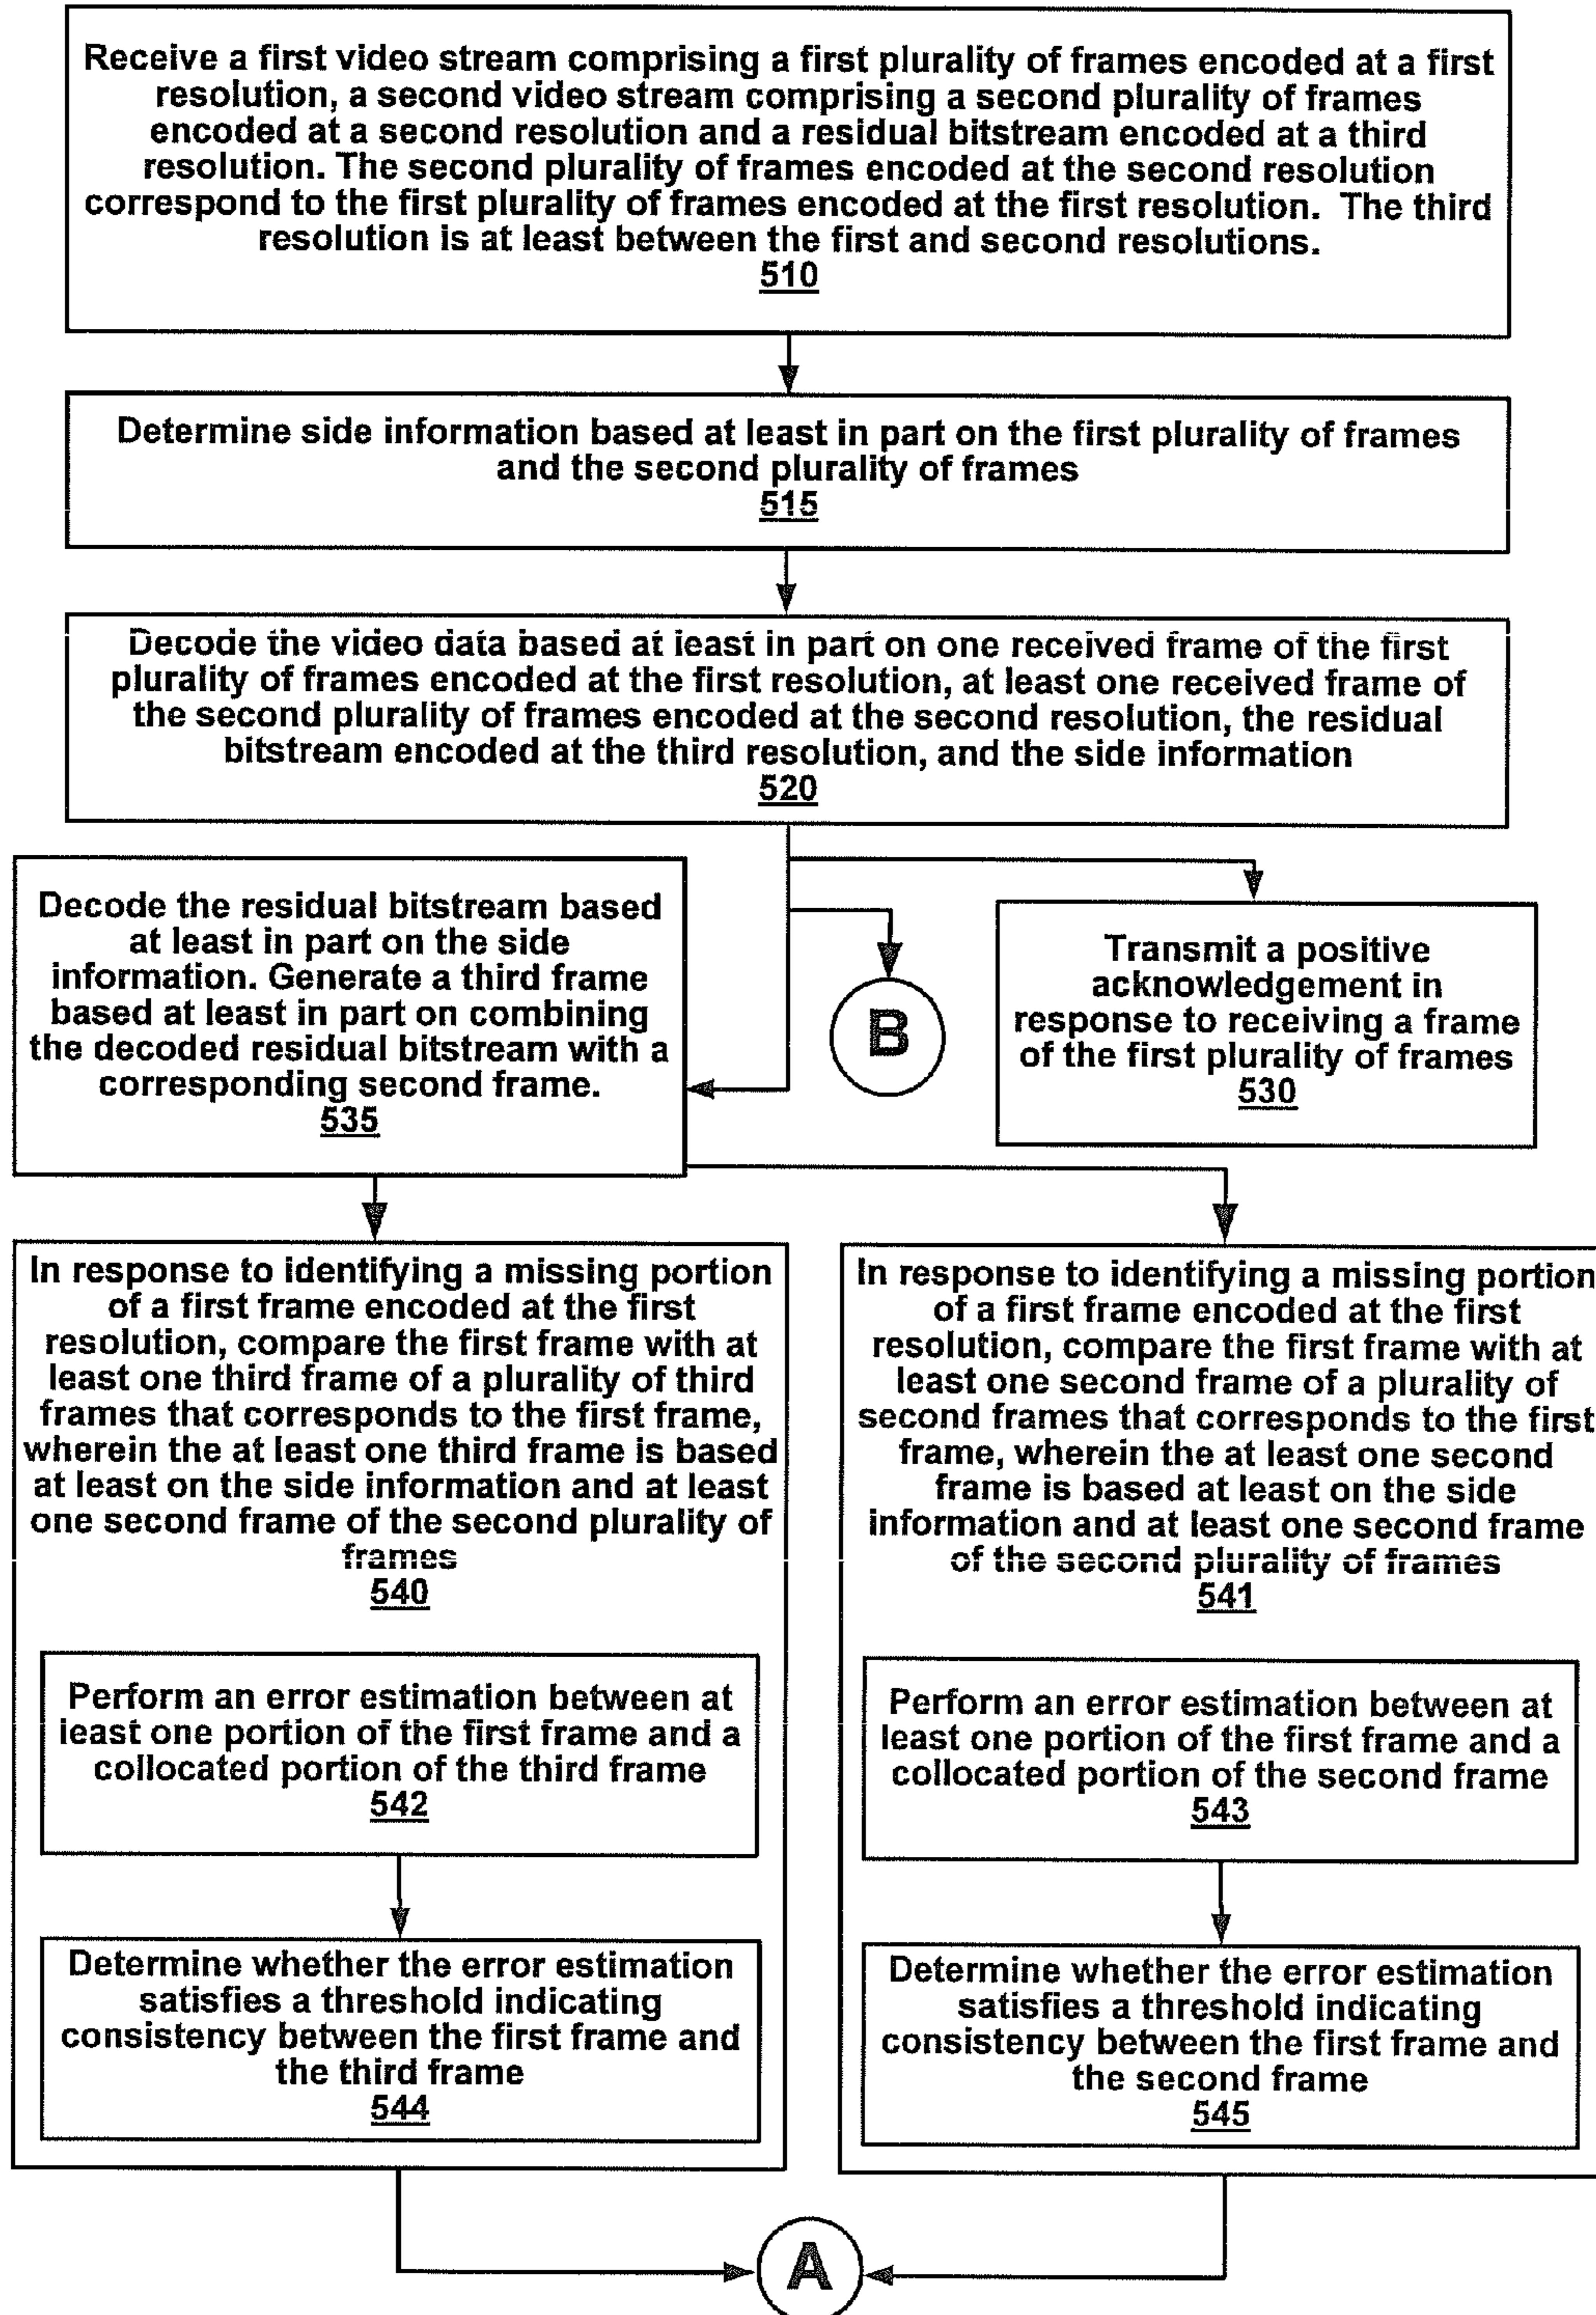 Receive a first video stream comprising a first plurality of frames encoded at a first
resolution, a second video stream comprising a second plurality of frames
encoded at a second resolution and a residual bitstream encoded at a third
resolution. The second plurality of frames encoded at the second resolution
correspond to the first plurality of frames encoded at the first resolution. The third
resolution is at least between the first and second resolutions.
510
Determine side information based at least in part on the first plurality of frames
and the second plurality of frames
515
Decode the video data based at least in part on one received frame of the first
plurality of frames encoded at the first resolution, at least one received frame of
the second plurality of frames encoded at the second resolution, the residual
bitstream encoded at the third resolution, and the side information
520
Decode the residual bitstream based
at least in part on the side
information. Generate a third frame
based at least in part on combining
the decoded residual bitstream with a
corresponding second frame.
535
B
Transmit a positive
acknowledgement in
response to receiving a frame
of the first plurality of frames
530
In response to identifying a missing portion
of a first frame encoded at the first
resolution, compare the first frame with at
least one third frame of a plurality of third
frames that corresponds to the first frame,
wherein the at least one third frame is based
at least on the side information and at least
one second frame of the second plurality of
frames
540
Perform an error estimation between at
least one portion of the first frame and a
collocated portion of the third frame
542
Determine whether the error estimation
satisfies a threshold indicating
consistency between the first frame and
the third frame
544
In response to identifying a missing portion
of a first frame encoded at the first
resolution, compare the first frame with at
least one second frame of a plurality of
second frames that corresponds to the first
frame, wherein the at least one second
frame is based at least on the side
information and at least one second frame
of the second plurality of frames
541
Perform an error estimation between at
least one portion of the first frame and a
collocated portion of the second frame
543
Determine whether the error estimation
satisfies a threshold indicating
consistency between the first frame and
the second frame
545
A